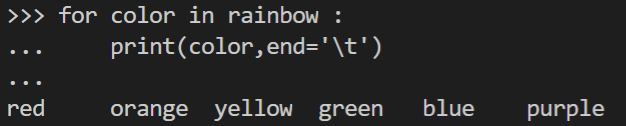 >>> for color in rainbow :
...     print(color,end='\t')
...
red     orange  yellow  green   blue    purple